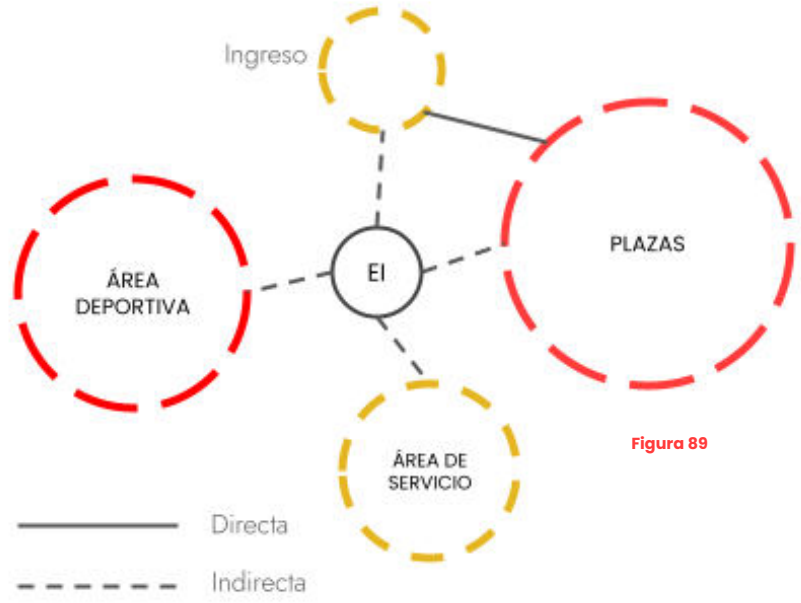 Ingreso
PLAZAS
EI
ÁREA
DEPORTIVA
Figura 89
ÁREA DE
SERVICIO
Directa
Indirecta